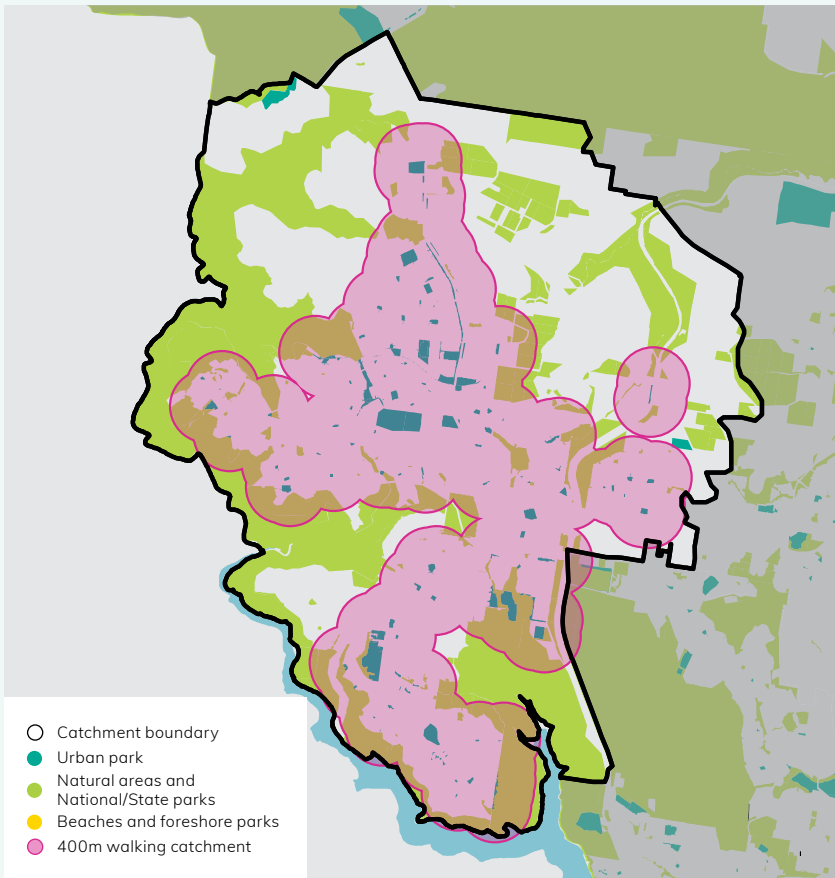 Catchment boundary
Urban park
Natural areas and
National/State parks
Beaches and foreshore parks
400m walking catchment